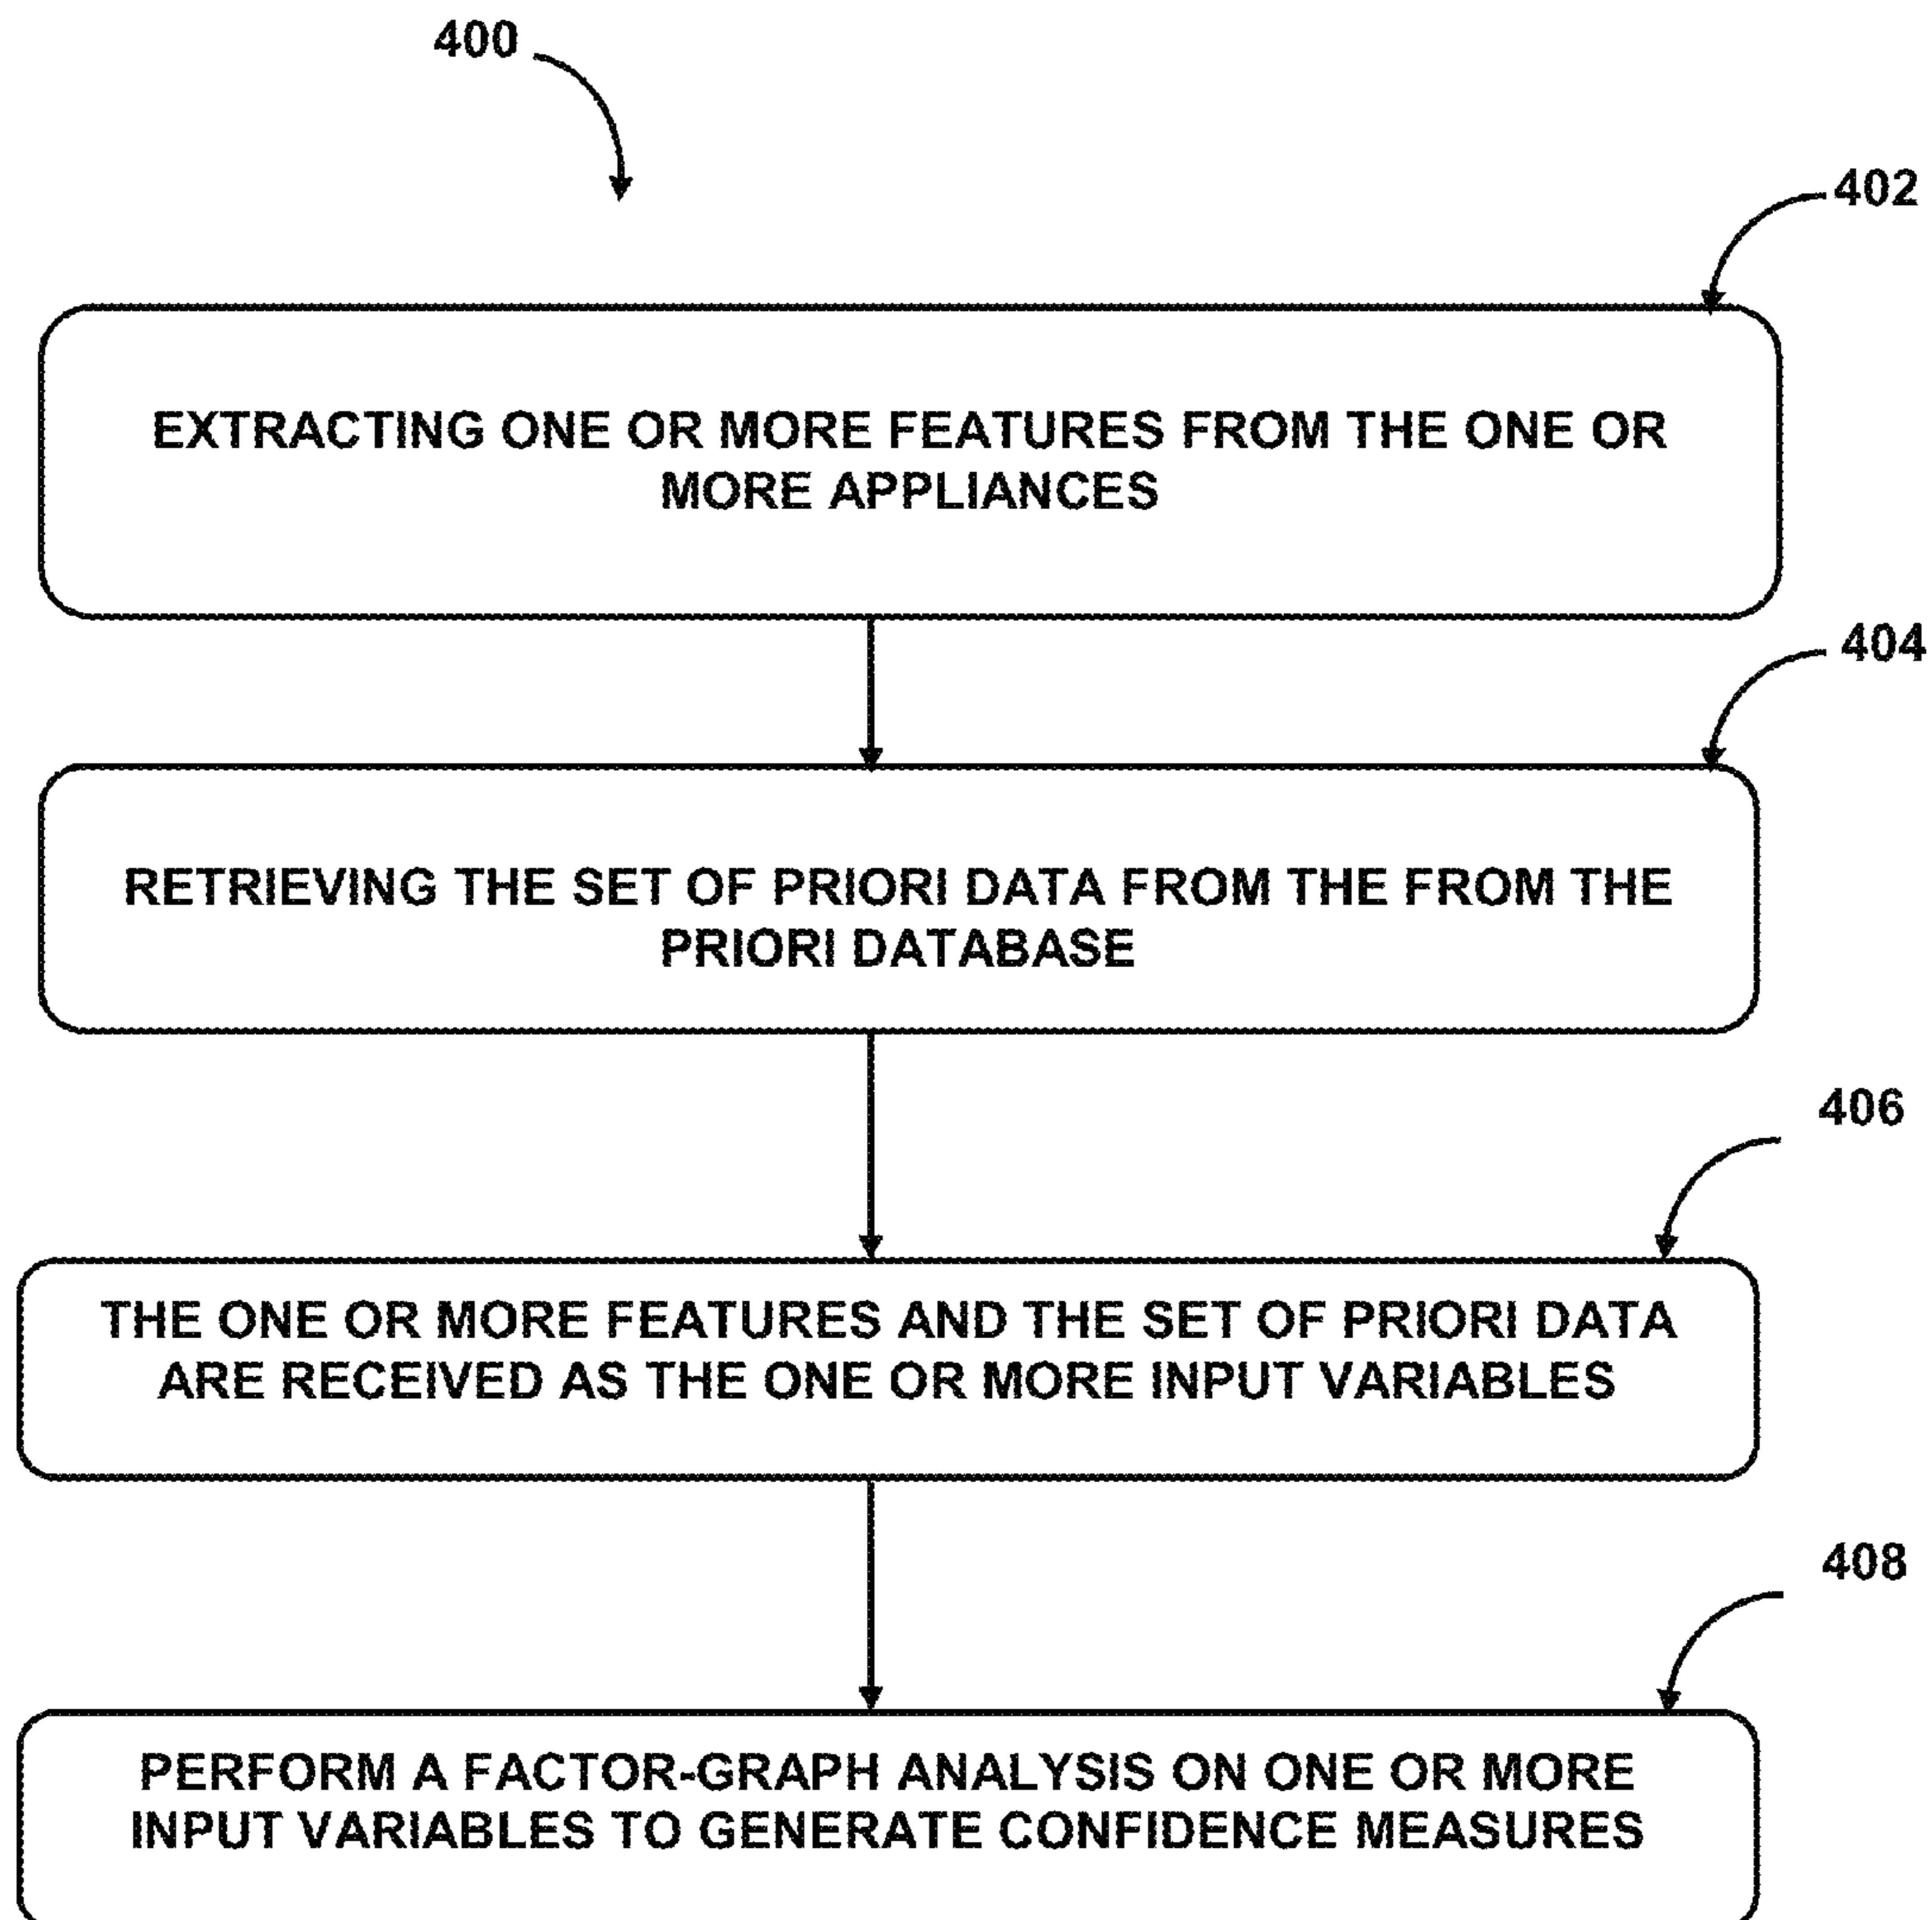 400
402
EXTRACTING ONE OR MORE FEATURES FROM THE ONE OR
MORE APPLIANCES
404
RETRIEVING THE SET OF PRIORI DATA FROM THE FROM THE
PRIORI DATABASE
406
THE ONE OR MORE FEATURES AND THE SET OF PRIORI DATA
ARE RECEIVED AS THE ONE OR MORE INPUT VARIABLES
408
PERFORM A FACTOR-GRAPH ANALYSIS ON ONE OR MORE
INPUT VARIABLES TO GENERATE CONFIDENCE MEASURES